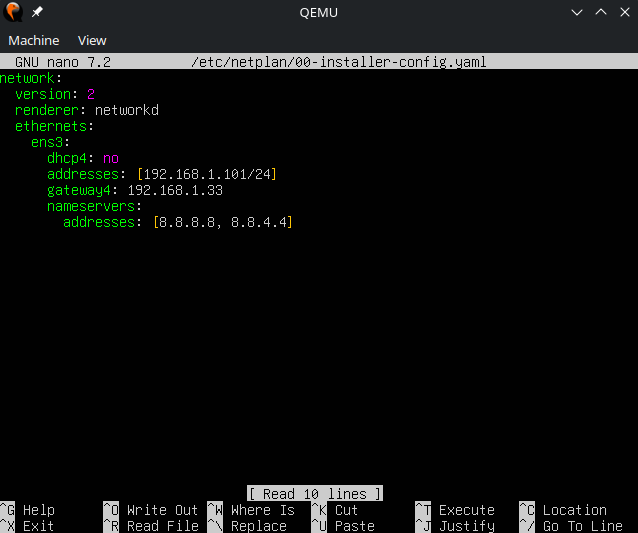 QEMU
Machine View
GNU nano 7.2 /etc/netplan/00-installer-config.yaml
network:
  version: 2
  renderer: networkd
  ethernets:
    ens3:
      dhcp4: no
      addresses: [192.168.1.101/24]
      gateway4: 192.168.1.33
      nameservers:
        addresses: [8.8.8.8, 8.8.4.4]
[ Read 10 lines ]
^G Help ^O Write Out ^W Where Is ^K Cut ^T Execute ^C Location
^X Exit ^R Read File ^\ Replace ^U Paste ^J Justify ^/ Go To Line